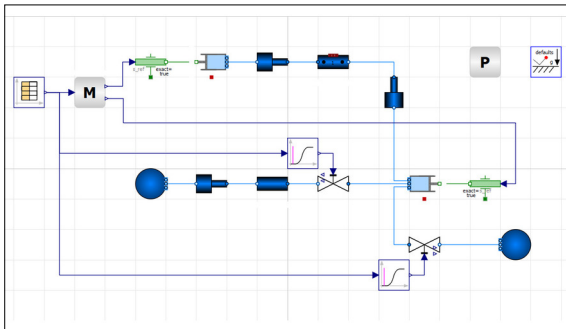 defaults
g
P
s_ref
exact=
true
M
exact=
true